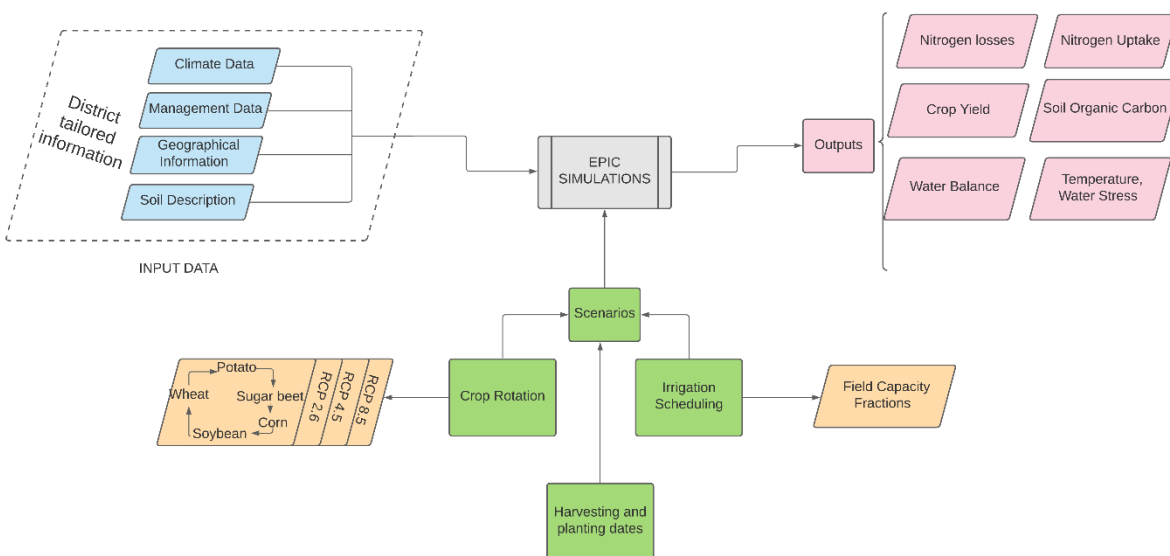 District
tailored
information
Climate Data
Management Data
Geographical
Information
Soil Description
INPUT DATA
EPIC
SIMULATIONS
Outputs
Nitrogen losses
Nitrogen Uptake
Crop Yield
Soil Organic Carbon
Water Balance
Temperature,
Water Stress
Scenarios
Crop Rotation
Irrigation
Scheduling
Harvesting and
planting dates
Potato
Wheat
Sugar beet
Corn
Soybean
RCP 2.6
RCP 4.5
RCP 8.5
Field Capacity
Fractions